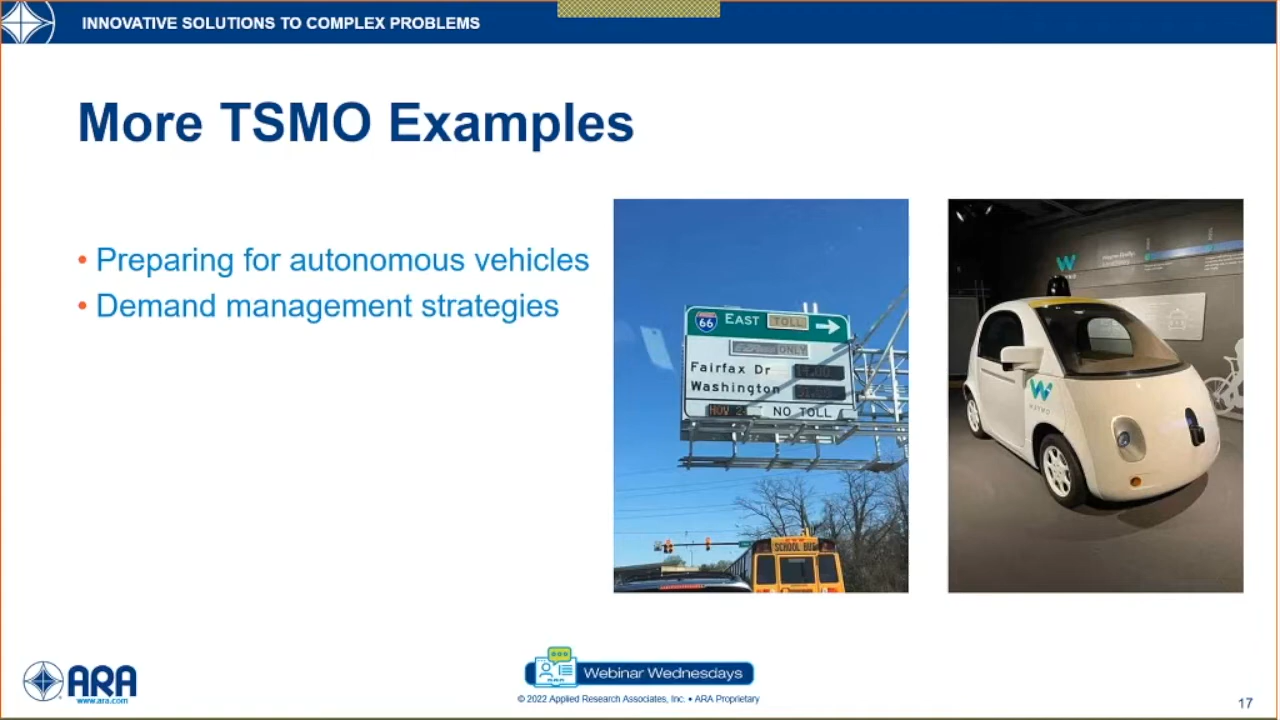 INNOVATIVE SOLUTIONS TO COMPLEX PROBLEMS
More TSMO Examples
• Preparing for autonomous vehicles
• Demand management strategies
66 EAST TOLL
ONLY
Fairfax Dr
Washington
HOV 2 NO TOLL
SCHOOL BUS
W
W
WAYMO
ARA
www.ara.com
Webinar Wednesdays
© 2022 Applied Research Associates, Inc. • ARA Proprietary
17